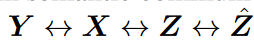 Y ↔ X ↔ Z ↔ Ẑ